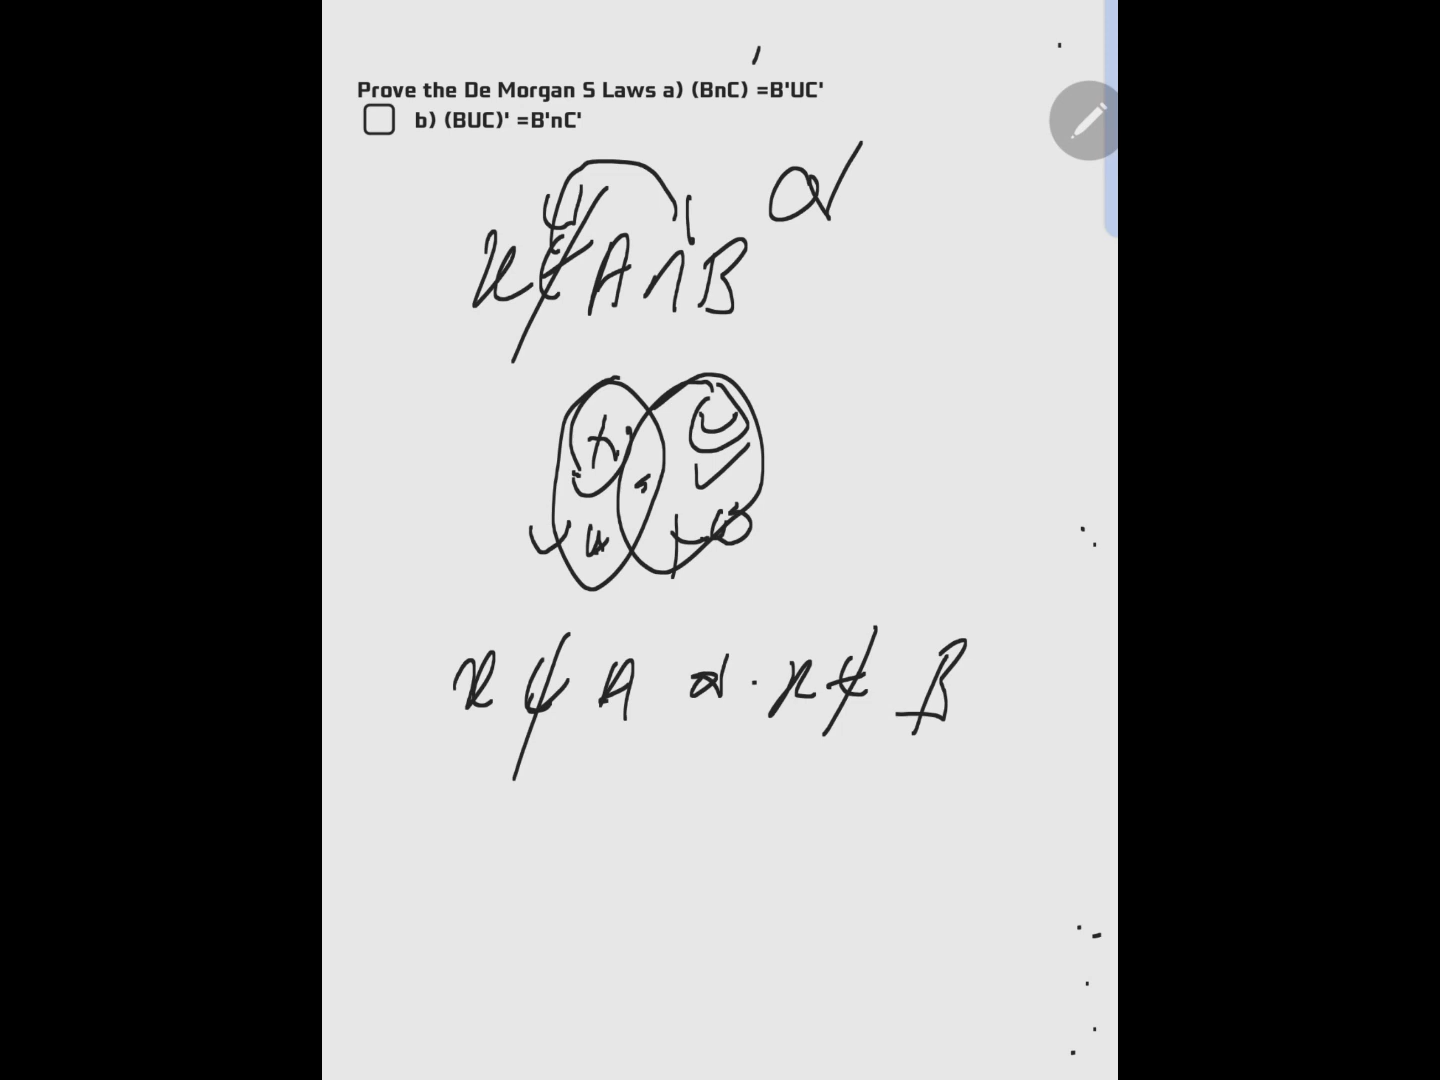 Prove the De Morgan S Laws a) (BnC) =B'UC'
b) (BUC)' =B'nC'
x ∉ A ∩ B
x ∉ A or x ∉ B